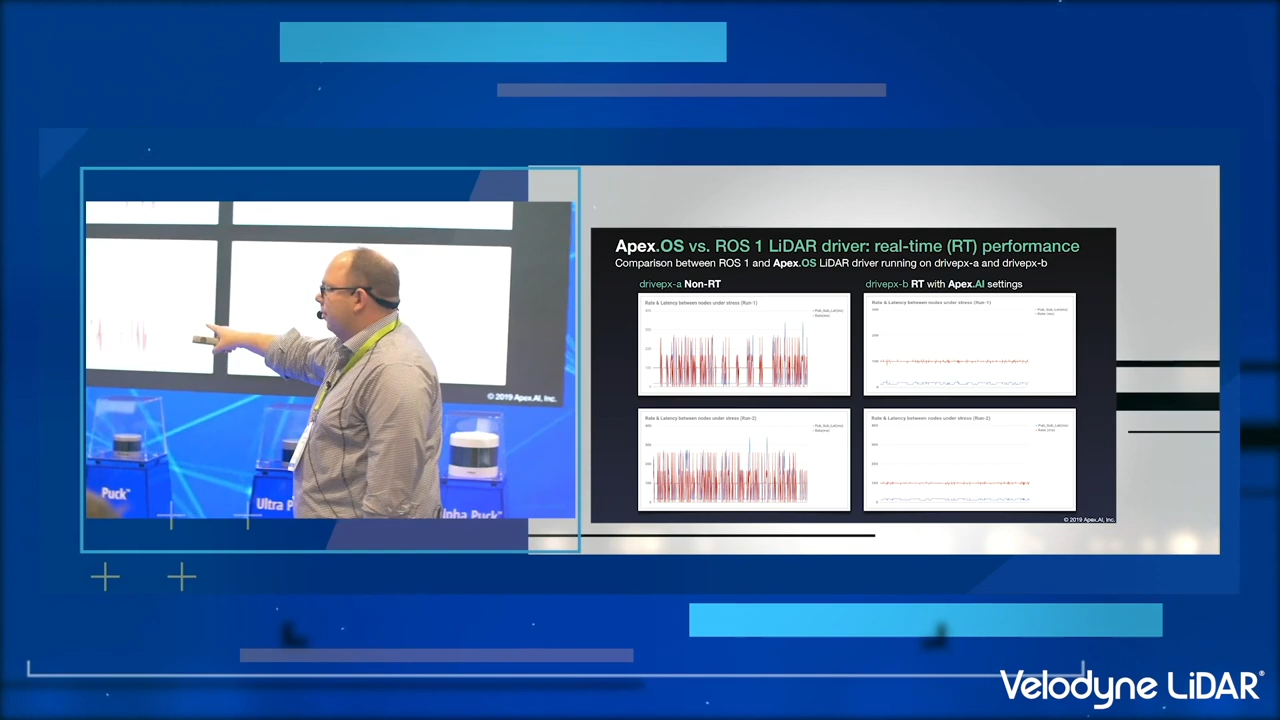 © 2019 Apex.AI, Inc.
Puck™
Ultra P
lpha Puck™
Apex.OS vs. ROS 1 LiDAR driver: real-time (RT) performance
Comparison between ROS 1 and Apex.OS LiDAR driver running on drivepx-a and drivepx-b
drivepx-a Non-RT
drivepx-b RT with Apex.AI settings
Rate & Latency between nodes under stress (Run-1)
Rate & Latency between nodes under stress (Run-1)
Rate & Latency between nodes under stress (Run-2)
Rate & Latency between nodes under stress (Run-2)
© 2019 Apex.AI, Inc.
Velodyne LiDAR®